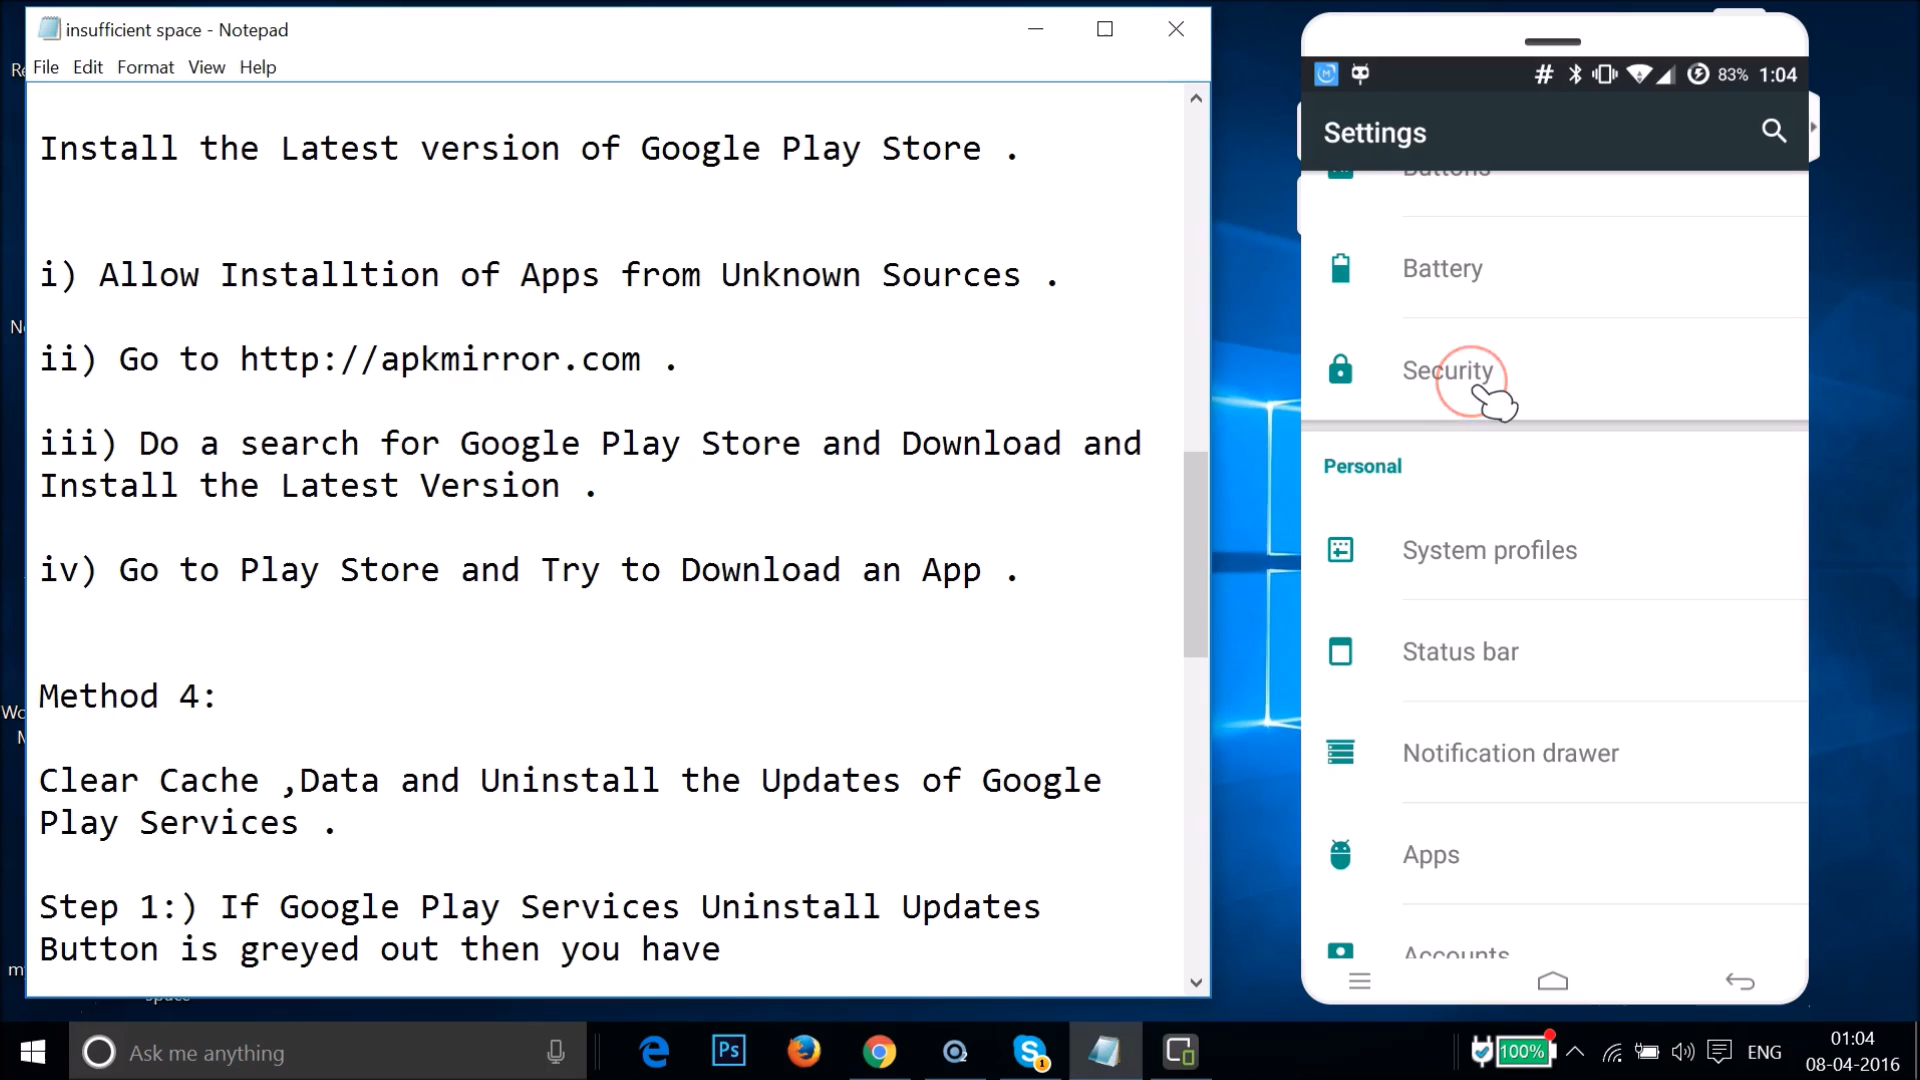 insufficient space - Notepad
File Edit Format View Help
Install the Latest version of Google Play Store .
i) Allow Installtion of Apps from Unknown Sources .
ii) Go to http://apkmirror.com .
iii) Do a search for Google Play Store and Download and
Install the Latest Version .
iv) Go to Play Store and Try to Download an App .
Method 4:
Clear Cache ,Data and Uninstall the Updates of Google
Play Services .
Step 1:) If Google Play Services Uninstall Updates
Button is greyed out then you have
83% 1:04
Settings
Buttons
Battery
Security
Personal
System profiles
Status bar
Notification drawer
Apps
Accounts
space
Ask me anything
Ps
1
100%
ENG
01:04
08-04-2016